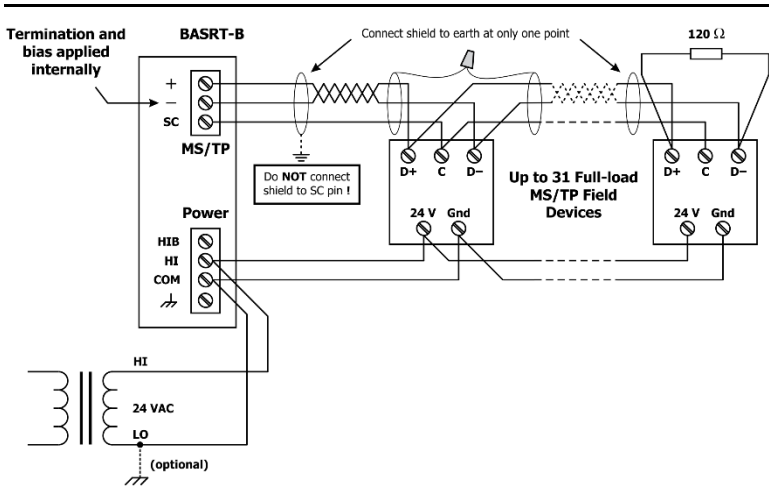 Termination and
bias applied
internally
BASRT-B
Connect shield to earth at only one point
120 Ω
+
−
SC
MS/TP
Do NOT connect
shield to SC pin !
D+ C D−
Up to 31 Full-load
MS/TP Field
Devices
D+ C D−
24 V Gnd
24 V Gnd
Power
HIB
HI
COM
HI
24 VAC
LO
(optional)